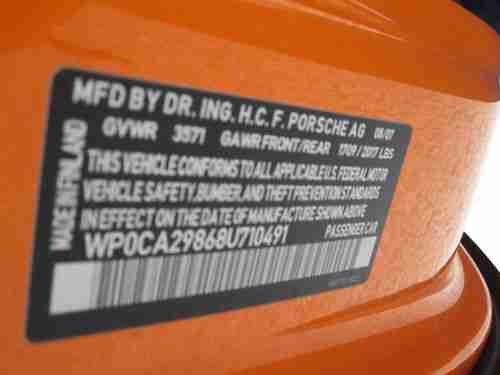 MFD BY DR. ING. H.C. F. PORSCHE AG 08/07
GVWR 3571 GAWR FRONT/REAR 1709 / 2017 LBS
THIS VEHICLE CONFORMS TO ALL APPLICABLE U.S. FEDERAL MOTOR
VEHICLE SAFETY, BUMPER, AND THEFT PREVENTION STANDARDS
IN EFFECT ON THE DATE OF MANUFACTURE SHOWN ABOVE
WP0CA29868U710491 PASSENGER CAR
MADE IN FINLAND